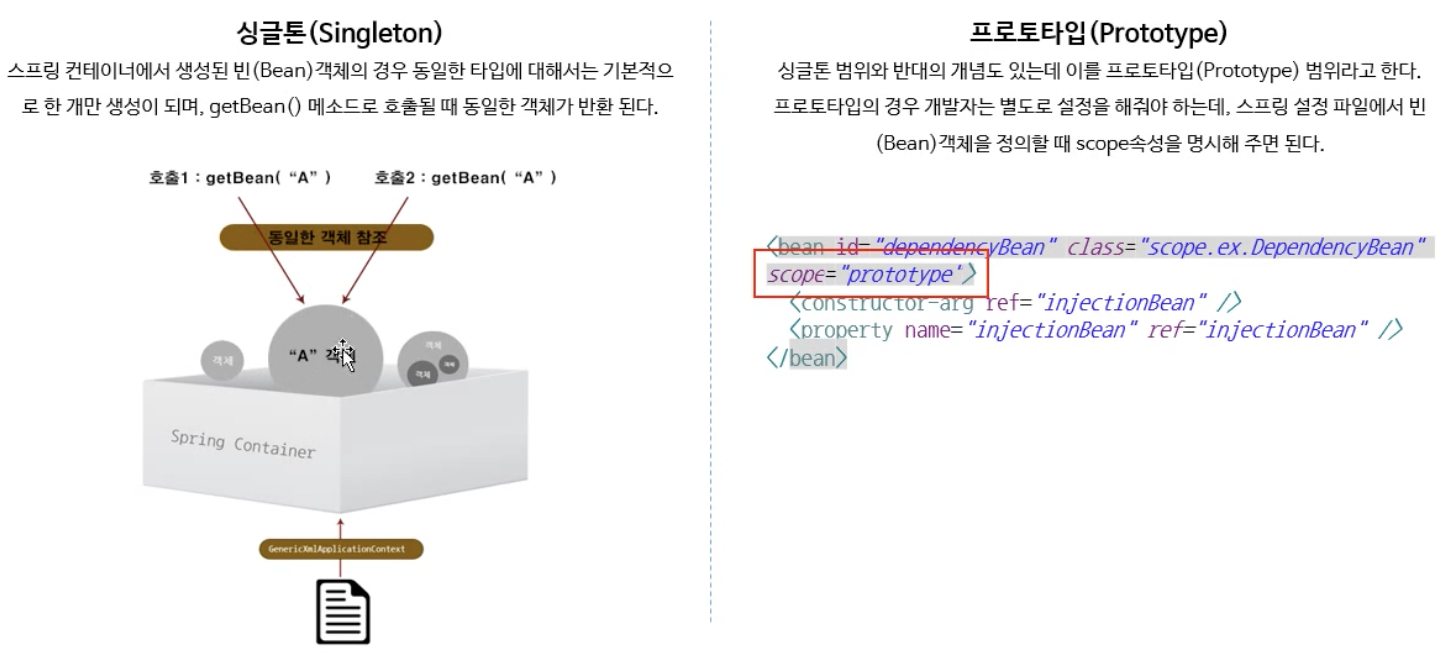 싱글톤(Singleton)
스프링 컨테이너에서 생성된 빈(Bean)객체의 경우 동일한 타입에 대해서는 기본적으
로 한 개만 생성이 되며, getBean() 메소드로 호출될 때 동일한 객체가 반환 된다.
호출1 : getBean( “A” )
호출2 : getBean( “A” )
동일한 객체 참조
“A” 객체
객체
객체
객체
객체
Spring Container
GenericXmlApplicationContext
프로토타입(Prototype)
싱글톤 범위와 반대의 개념도 있는데 이를 프로토타입(Prototype) 범위라고 한다.
프로토타입의 경우 개발자는 별도로 설정을 해줘야 하는데, 스프링 설정 파일에서 빈
(Bean)객체을 정의할 때 scope속성을 명시해 주면 된다.
<bean id="dependencyBean" class="scope.ex.DependencyBean"
scope="prototype">
<constructor-arg ref="injectionBean" />
<property name="injectionBean" ref="injectionBean" />
</bean>